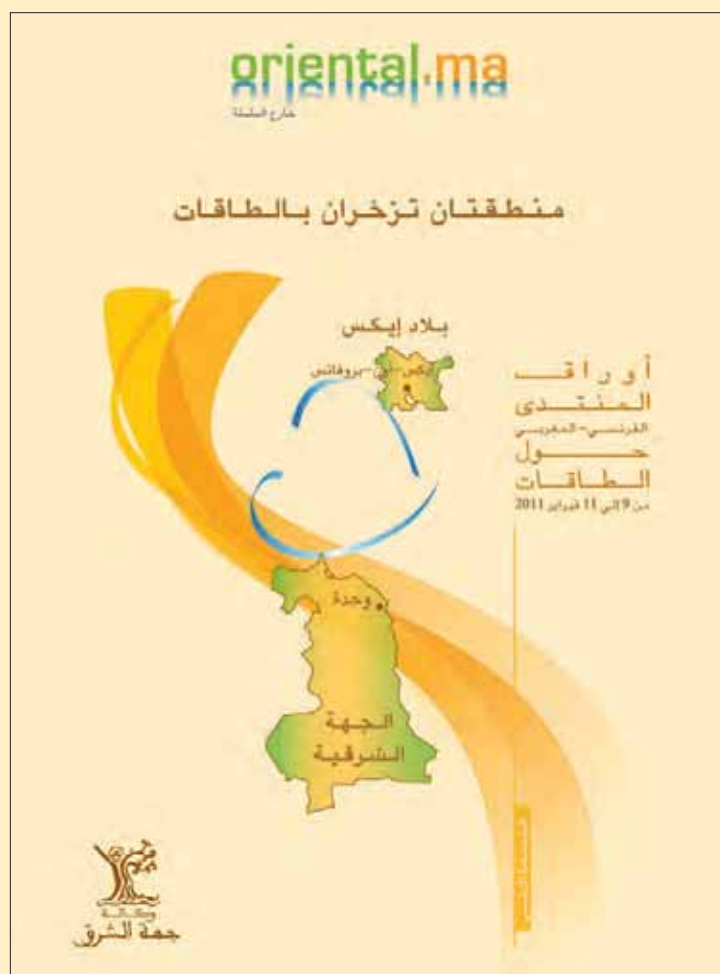 oriental.ma
خارج السلسلة
منطقتان تزخران بالطاقات
بلاد إيكس
إيكس-أن-بروفانس
أوراق
المنتدى
الفرنسي-المغربي
حول
الطاقات
من 9 إلى 11 فبراير 2011
وجدة
الجهة
الشرقية
وكالة
جهة الشرق